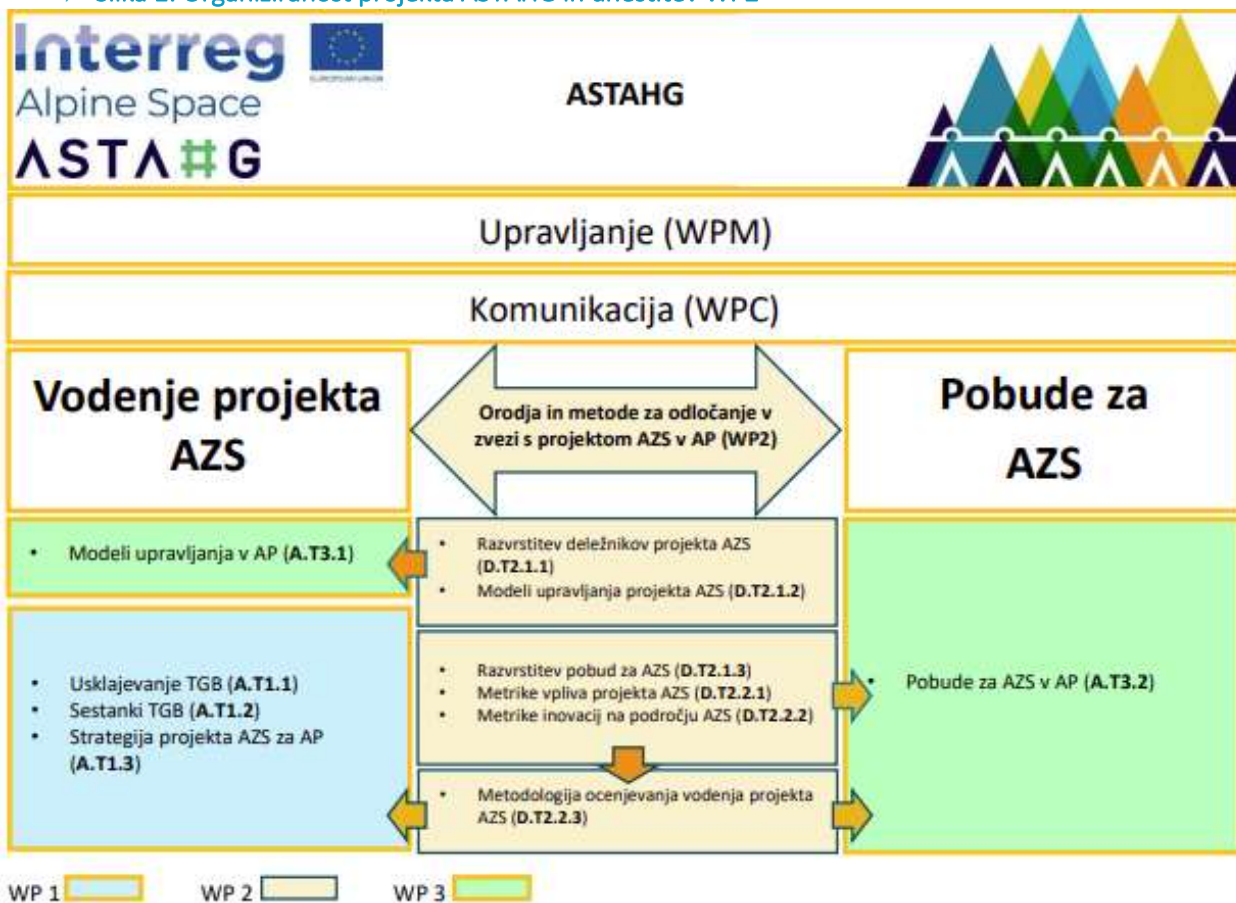 Interreg
EUROPEAN UNION
Alpine Space
ASTAHG
ASTAHG
Upravljanje (WPM)
Komunikacija (WPC)
Vodenje projekta
AZS
Orodja in metode za odločanje v
zvezi s projektom AZS v AP (WP2)
Pobude za
AZS
• Modeli upravljanja v AP (A.T3.1)
• Razvrstitev deležnikov projekta AZS
(D.T2.1.1)
• Modeli upravljanja projekta AZS (D.T2.1.2)
• Usklajevanje TGB (A.T1.1)
• Sestanki TGB (A.T1.2)
• Strategija projekta AZS za AP
(A.T1.3)
• Razvrstitev pobud za AZS (D.T2.1.3)
• Metrike vpliva projekta AZS (D.T2.2.1)
• Metrike inovacij na področju AZS (D.T2.2.2)
• Pobude za AZS v AP (A.T3.2)
• Metodologija ocenjevanja vodenja projekta
AZS (D.T2.2.3)
WP 1
WP 2
WP 3